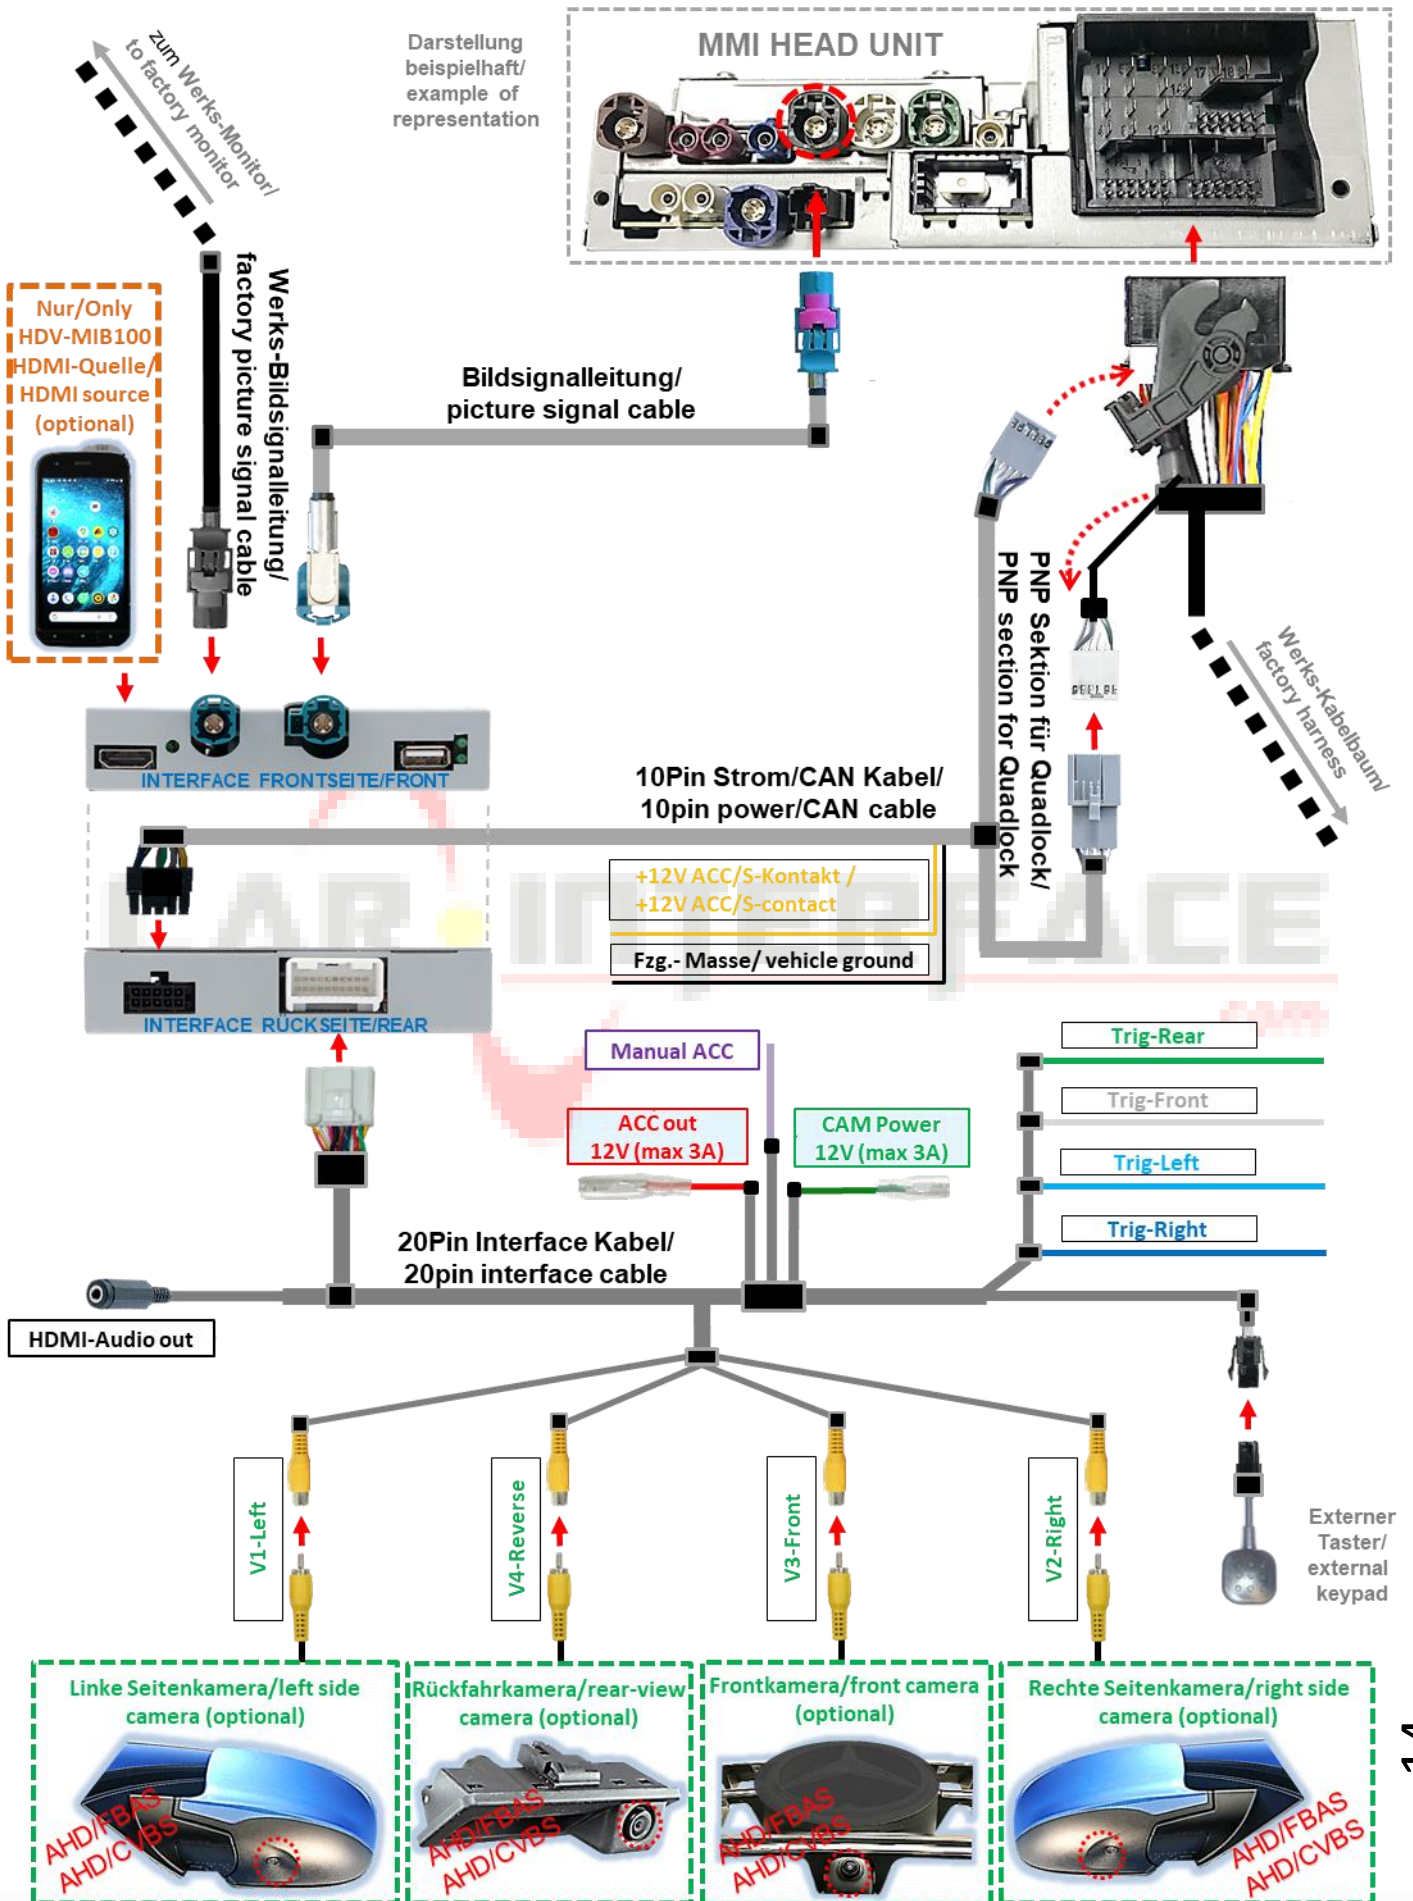 zum Werks-Monitor/
to factory monitor
Darstellung
beispielhaft/
example of
representation
MMI HEAD UNIT
Nur/Only
HDV-MIB100
HDMI-Quelle/
HDMI source
(optional)
Werks-Bildsignalleitung/
factory picture signal cable
Bildsignalleitung/
picture signal cable
PNP Sektion für Quadlock/
PNP section for Quadlock
Werks-Kabelbaum/
factory harness
INTERFACE FRONTSEITE/FRONT
10Pin Strom/CAN Kabel/
10pin power/CAN cable
+12V ACC/S-Kontakt /
+12V ACC/S-contact
Fzg.- Masse/ vehicle ground
CAR INTERFACE
.com
INTERFACE RÜCKSEITE/REAR
Manual ACC
ACC out
12V (max 3A)
CAM Power
12V (max 3A)
Trig-Rear
Trig-Front
Trig-Left
Trig-Right
20Pin Interface Kabel/
20pin interface cable
HDMI-Audio out
V1-Left
V4-Reverse
V3-Front
V2-Right
Externer
Taster/
external
keypad
Linke Seitenkamera/left side
camera (optional)
AHD/FBAS
AHD/CVBS
Rückfahrkamera/rear-view
camera (optional)
AHD/FBAS
AHD/CVBS
Frontkamera/front camera
(optional)
AHD/FBAS
AHD/CVBS
Rechte Seitenkamera/right side
camera (optional)
AHD/FBAS
AHD/CVBS